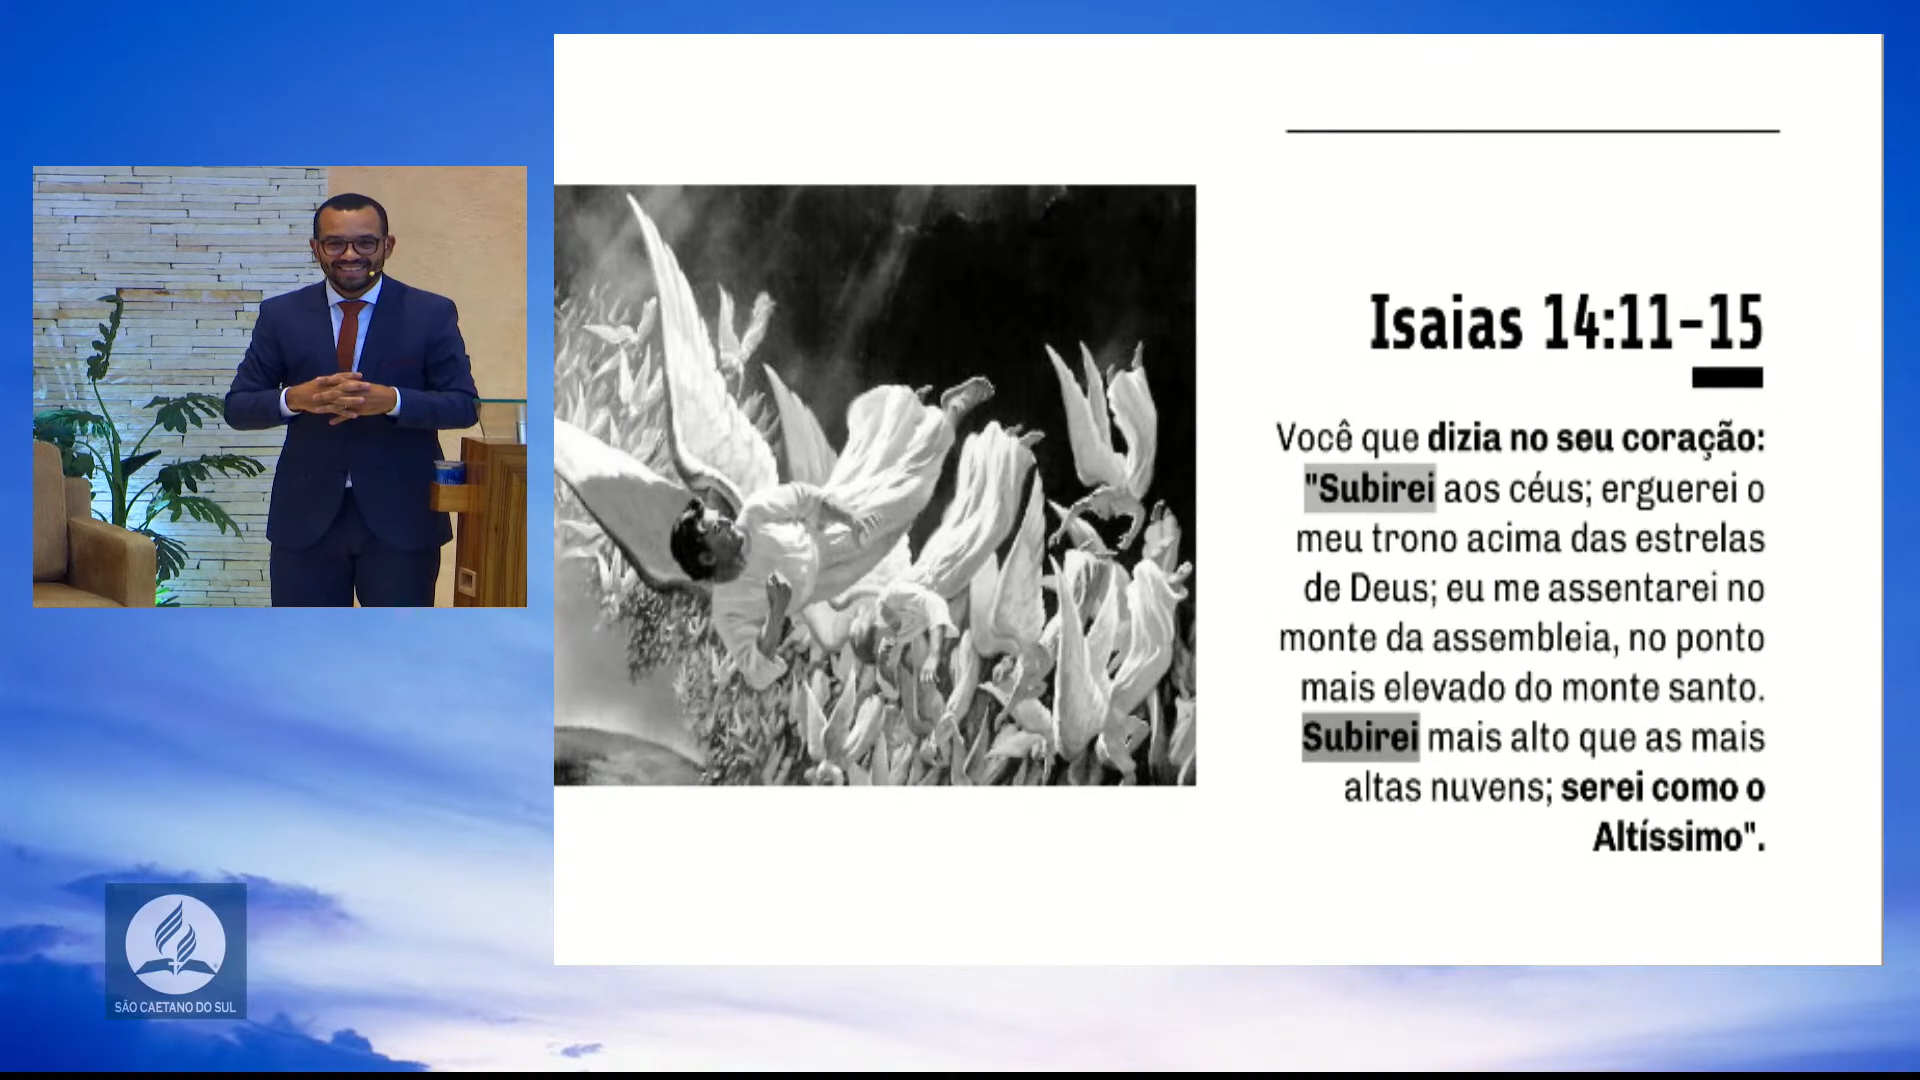 Isaias 14:11-15
Você que dizia no seu coração:
"Subirei aos céus; erguerei o
meu trono acima das estrelas
de Deus; eu me assentarei no
monte da assembleia, no ponto
mais elevado do monte santo.
Subirei mais alto que as mais
altas nuvens; serei como o
Altíssimo".
SÃO CAETANO DO SUL